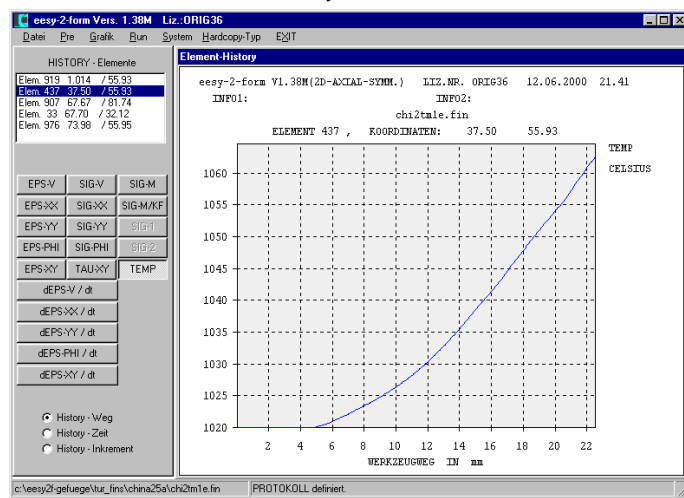 eesy-2-form Vers. 1.38M Liz.:ORIG36
Datei Pre Grafik Run System Hardcopy-Typ EXIT
HISTORY - Elemente
Elem. 919 1.014 / 55.93
Elem. 437 37.50 / 55.93
Elem. 907 67.67 / 81.74
Elem. 33 67.70 / 32.12
Elem. 976 73.98 / 55.95
EPS-V SIG-V SIG-M
EPS-XX SIG-XX SIG-M/KF
EPS-YY SIG-YY SIG-1
EPS-PHI SIG-PHI SIG-2
EPS-XY TAU-XY TEMP
dEPS-V / dt
dEPS-XX / dt
dEPS-YY / dt
dEPS-PHI / dt
dEPS-XY / dt
History - Weg
History - Zeit
History - Inkrement
Element-History
eesy-2-form V1.38M(2D-AXIAL-SYMM.) LIZ.NR. ORIG36 12.06.2000 21.41
INFO1: INFO2:
chi2tm1e.fin
ELEMENT 437 , KOORDINATEN: 37.50 55.93
TEMP
CELSIUS
1060
1055
1050
1045
1040
1035
1030
1025
1020
2 4 6 8 10 12 14 16 18 20 22
WERKZEUGWEG IN mm
c:\eesy2f-gefuege\tur_fins\china25a\chi2tm1e.fin PROTOKOLL definiert.